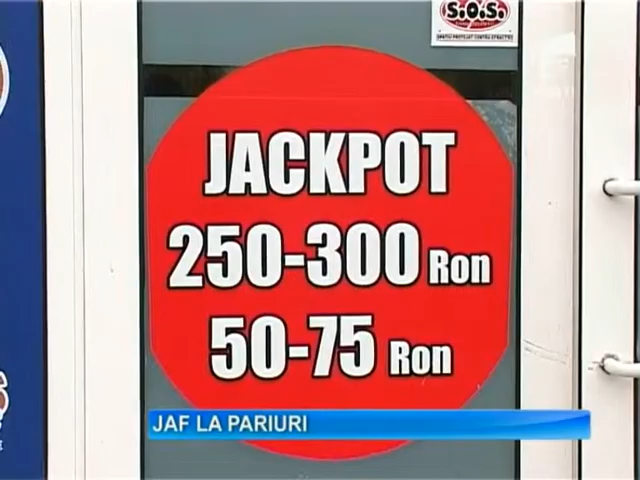 S.O.S.
JACKPOT
250-300 Ron
50-75 Ron
JAF LA PARIURI